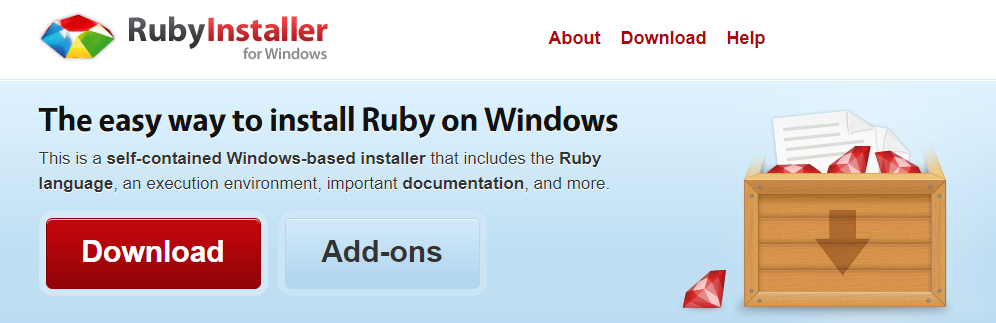 RubyInstaller
for Windows
About Download Help
The easy way to install Ruby on Windows
This is a self-contained Windows-based installer that includes the Ruby
language, an execution environment, important documentation, and more.
Download Add-ons